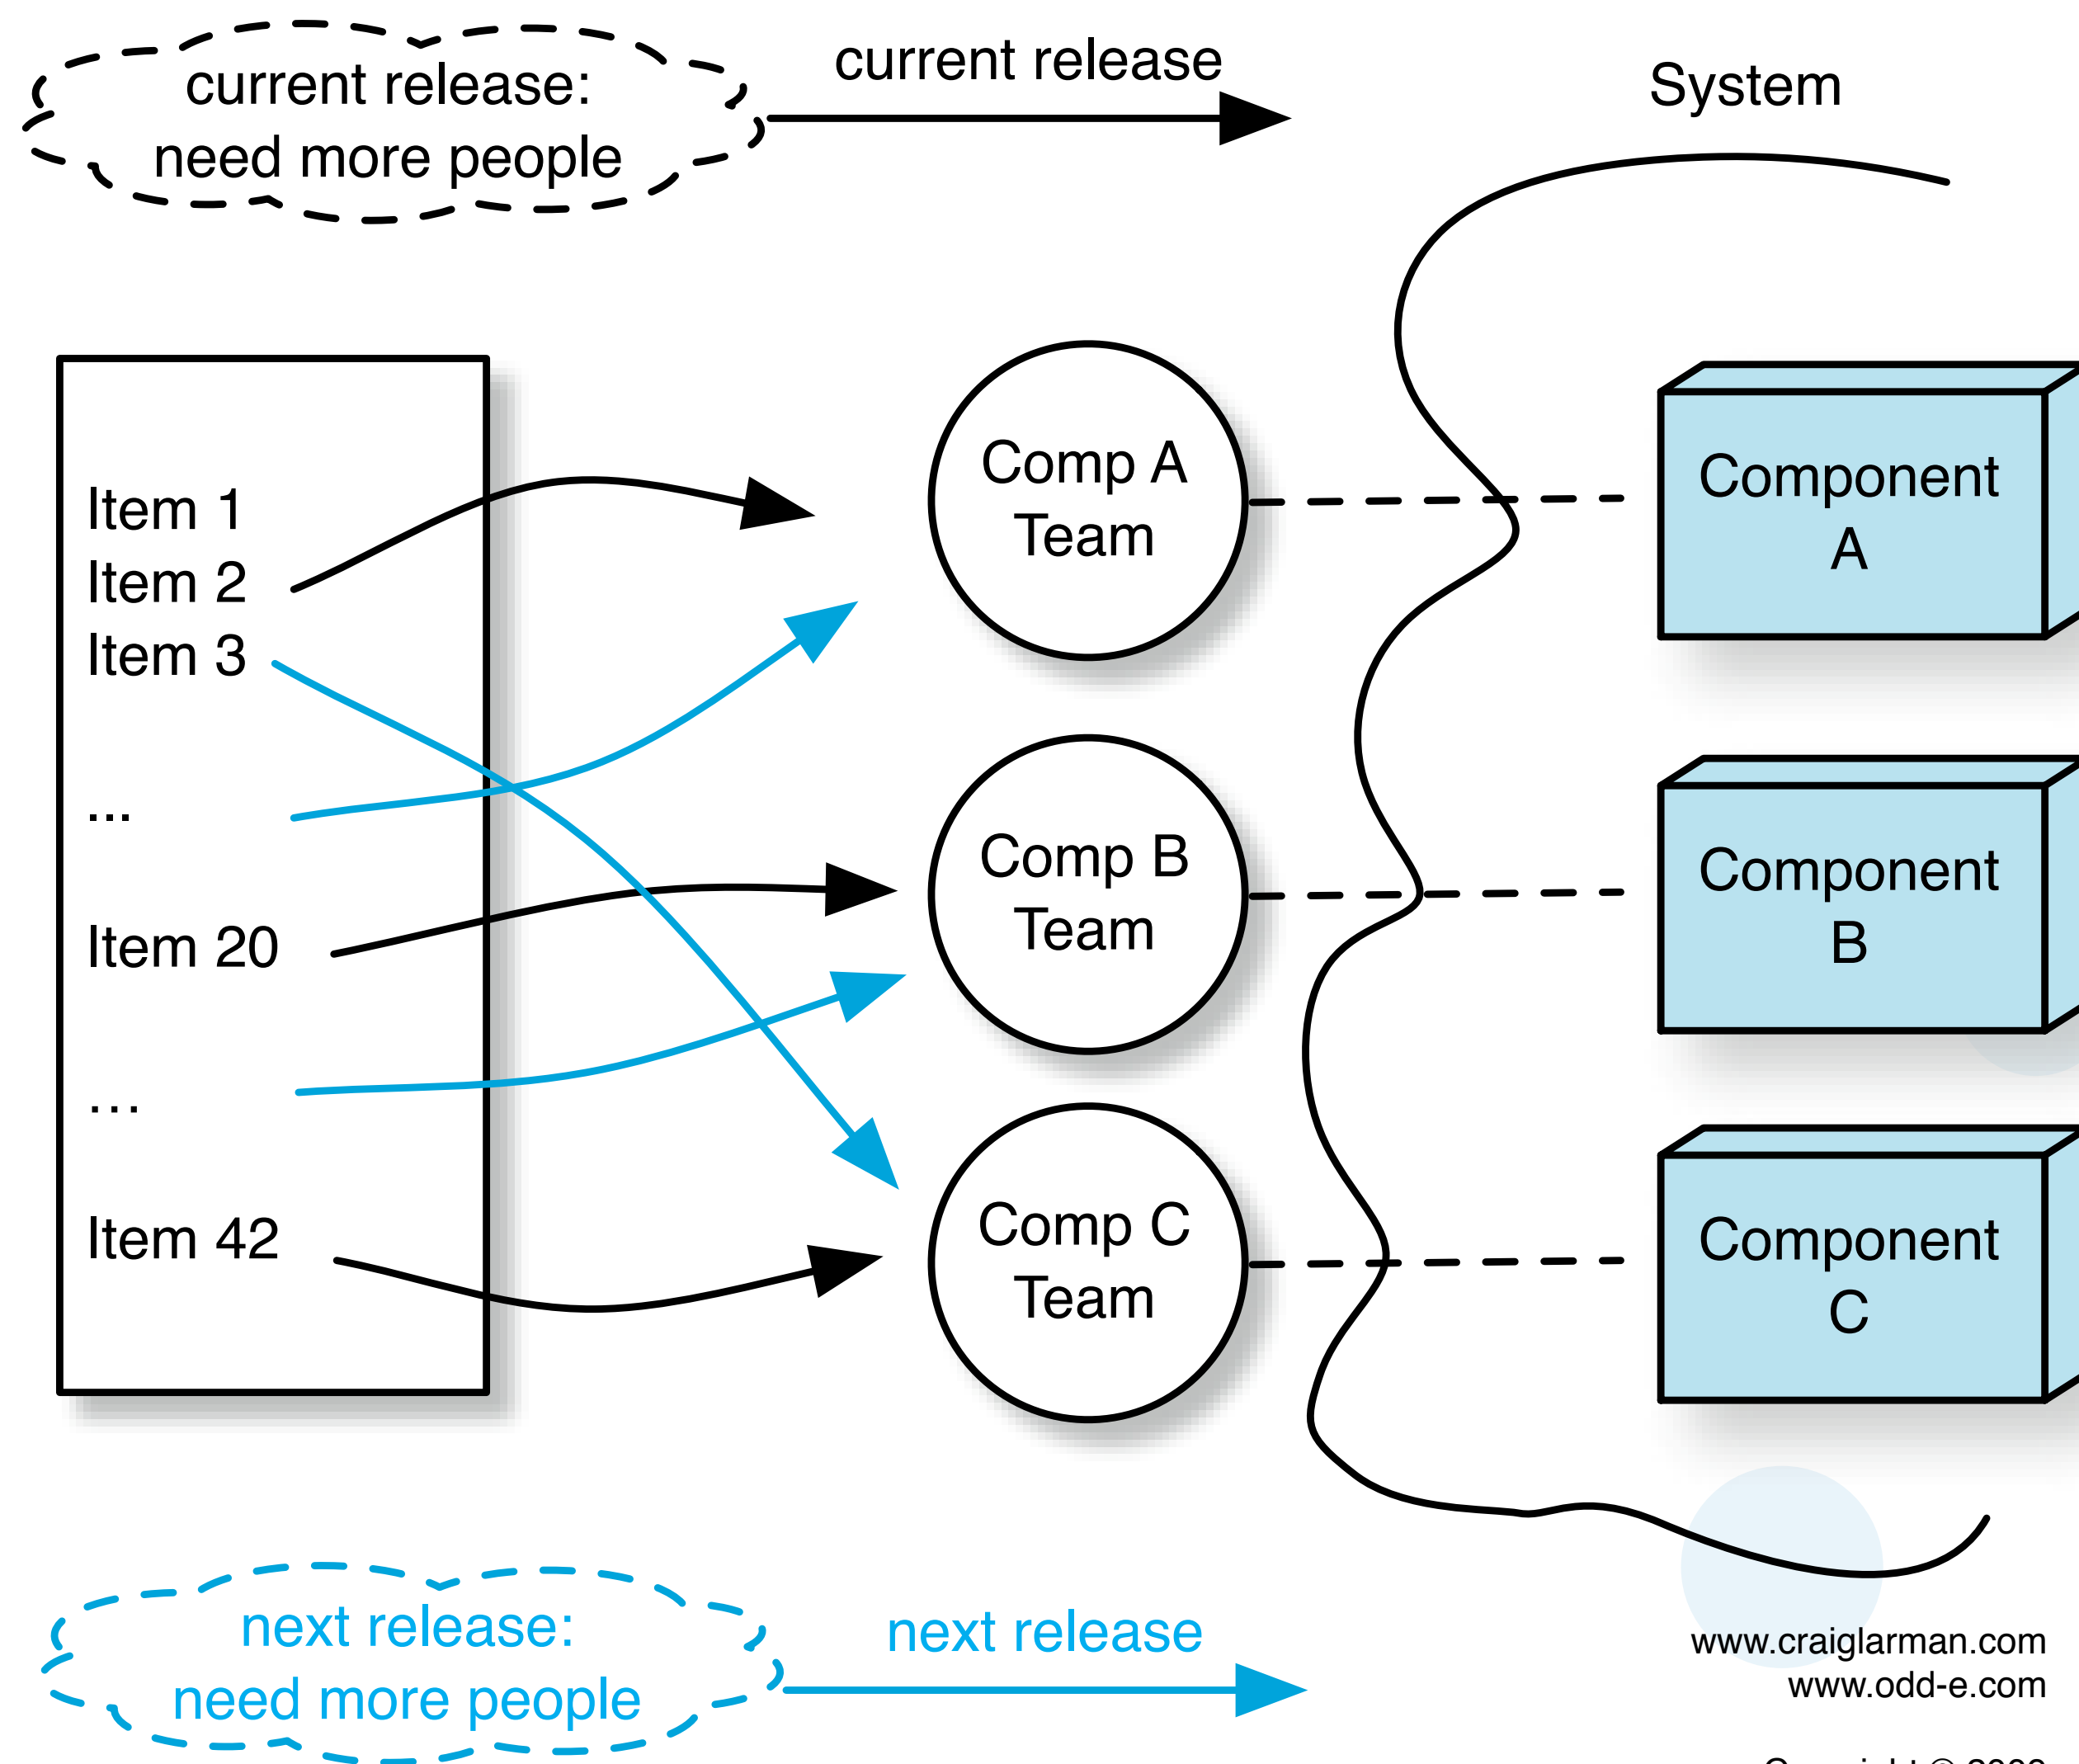 current release:
need more people
current release
System
Item 1
Item 2
Item 3
...
Item 20
...
Item 42
Comp A
Team
Comp B
Team
Comp C
Team
Component
A
Component
B
Component
C
next release:
need more people
next release
www.craiglarman.com
www.odd-e.com
Copyright © 2009